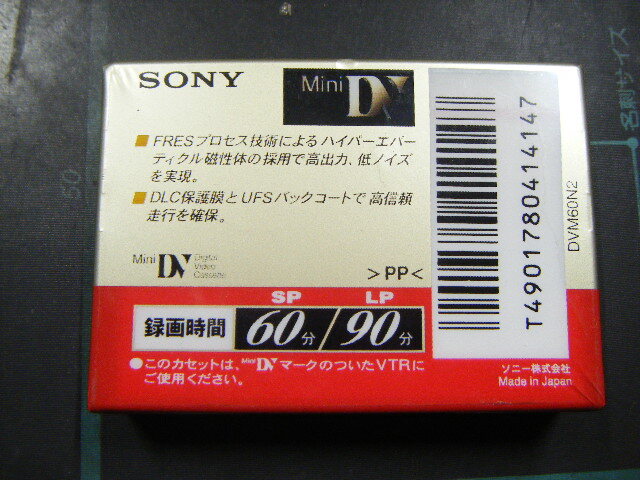 SONY
Mini DV
■ FRESプロセス技術によるハイパーエバー
ティクル磁性体の採用で高出力、低ノイズ
を実現。
■ DLC保護膜とUFSバックコートで高信頼
走行を確保。
Mini DV Digital
Video
Cassette
>PP<
SP LP
録画時間 60分/90分
●このカセットは、Mini DVマークのついたVTRに
ご使用ください。
T4901780414147
DVM60N2
ソニー株式会社
Made in Japan
名刺サイズ